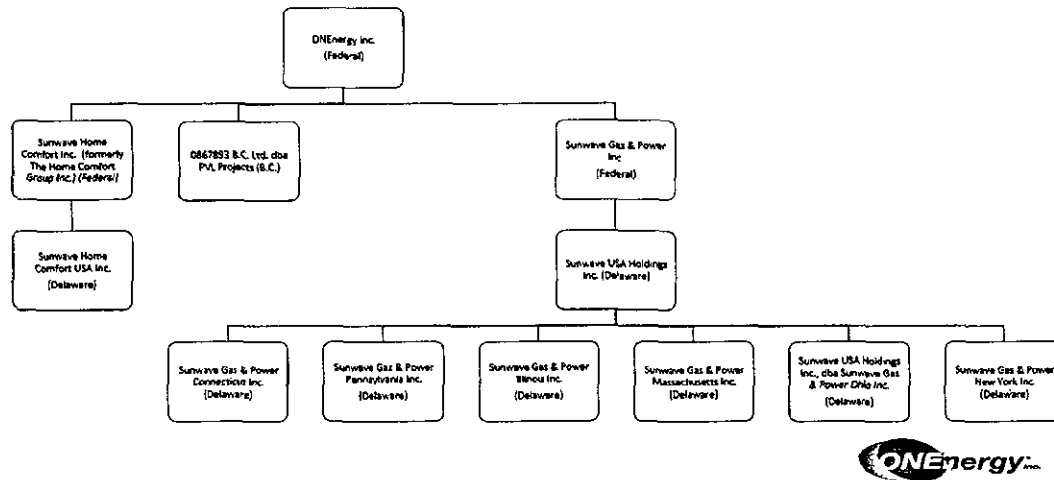 ONEnergy Inc.
(Federal)
Sunwave Home
Comfort Inc. (formerly
The Home Comfort
Group Inc.) (Federal)
0867893 B.C. Ltd. dba
PVL Projects (B.C.)
Sunwave Gas & Power
Inc
(Federal)
Sunwave Home
Comfort USA Inc.
(Delaware)
Sunwave USA Holdings
Inc. (Delaware)
Sunwave Gas & Power
Connecticut Inc.
(Delaware)
Sunwave Gas & Power
Pennsylvania Inc.
(Delaware)
Sunwave Gas & Power
Illinois Inc.
(Delaware)
Sunwave Gas & Power
Massachusetts Inc.
(Delaware)
Sunwave USA Holdings
Inc., dba Sunwave Gas
& Power Ohio Inc.
(Delaware)
Sunwave Gas & Power
New York Inc.
(Delaware)
ONEnergy Inc.